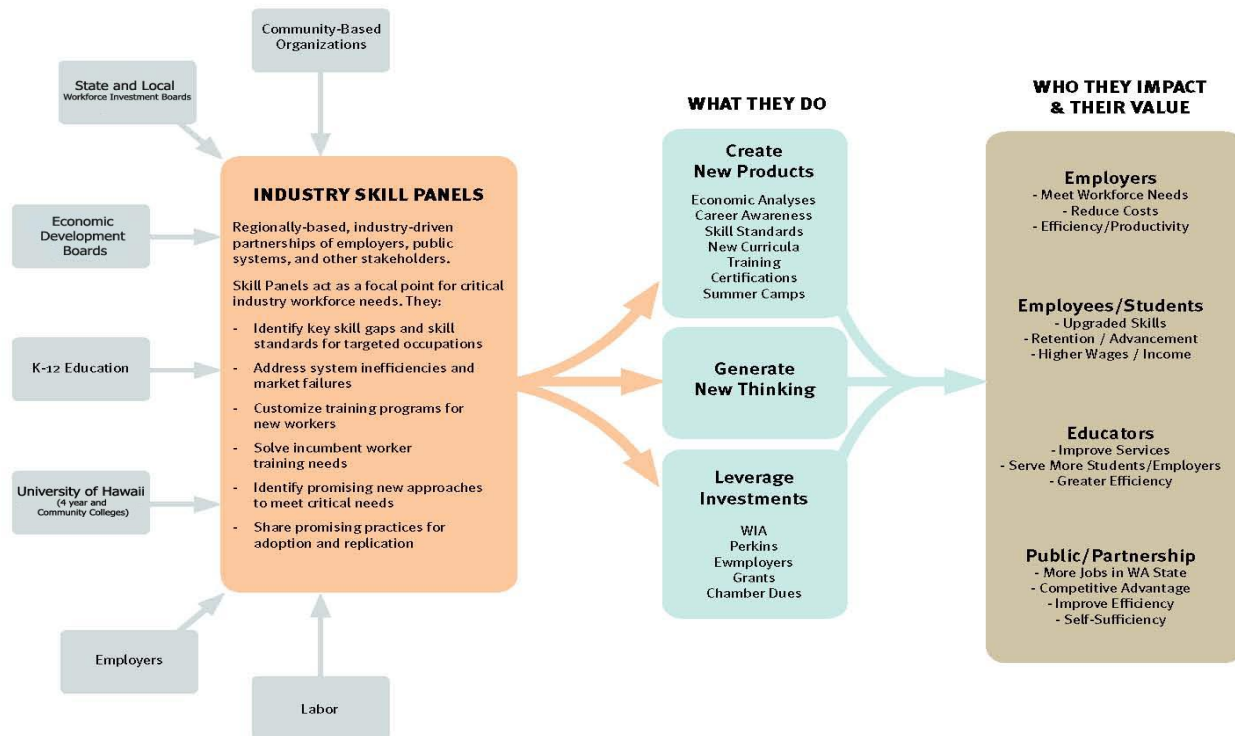 Community-Based
Organizations
State and Local
Workforce Investment Boards
Economic
Development
Boards
K-12 Education
University of Hawaii
(4 year and
Community Colleges)
Employers
Labor
INDUSTRY SKILL PANELS
Regionally-based, industry-driven
partnerships of employers, public
systems, and other stakeholders.
Skill Panels act as a focal point for critical
industry workforce needs. They:
- Identify key skill gaps and skill
standards for targeted occupations
- Address system inefficiencies and
market failures
- Customize training programs for
new workers
- Solve incumbent worker
training needs
- Identify promising new approaches
to meet critical needs
- Share promising practices for
adoption and replication
WHAT THEY DO
Create
New Products
Economic Analyses
Career Awareness
Skill Standards
New Curricula
Training
Certifications
Summer Camps
Generate
New Thinking
Leverage
Investments
WIA
Perkins
Ewmployers
Grants
Chamber Dues
WHO THEY IMPACT
& THEIR VALUE
Employers
- Meet Workforce Needs
- Reduce Costs
- Efficiency/Productivity
Employees/Students
- Upgraded Skills
- Retention / Advancement
- Higher Wages / Income
Educators
- Improve Services
- Serve More Students/Employers
- Greater Efficiency
Public/Partnership
- More Jobs in WA State
- Competitive Advantage
- Improve Efficiency
- Self-Sufficiency